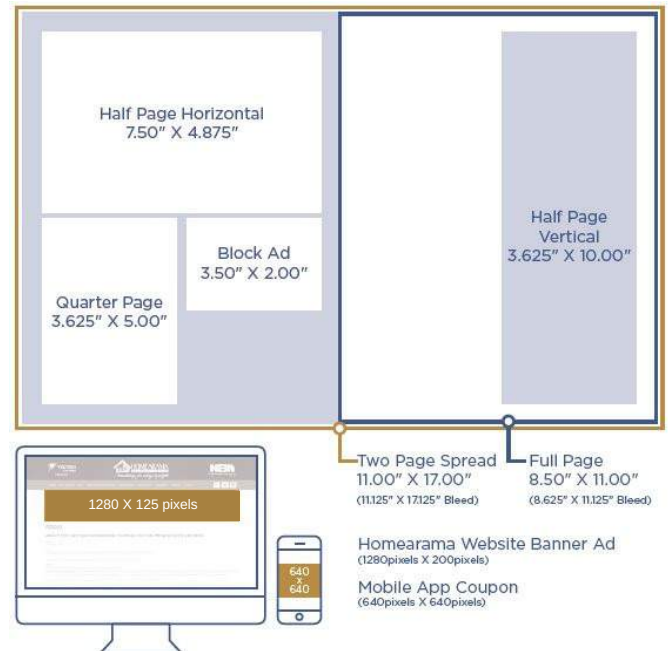 Half Page Horizontal
7.50" X 4.875"
Half Page
Vertical
3.625" X 10.00"
Block Ad
3.50" X 2.00"
Quarter Page
3.625" X 5.00"
Two Page Spread
11.00" X 17.00"
(11.125" X 17.125" Bleed)
Full Page
8.50" X 11.00"
(8.625" X 11.125" Bleed)
HOMEARAMA
1280 X 125 pixels
640
X
640
Homearama Website Banner Ad
(1280pixels X 200pixels)
Mobile App Coupon
(640pixels X 640pixels)